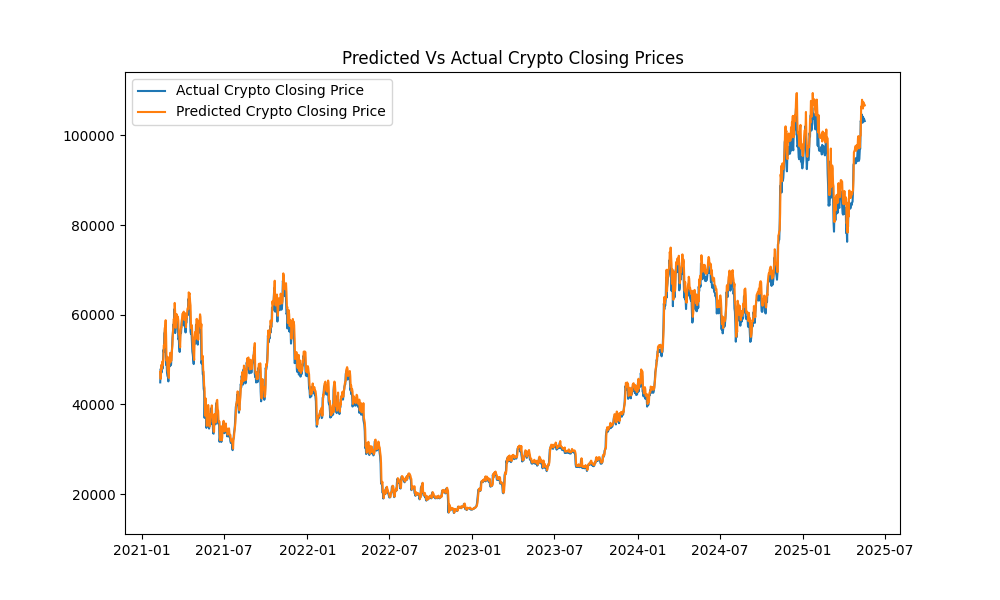 Predicted Vs Actual Crypto Closing Prices
Actual Crypto Closing Price
Predicted Crypto Closing Price
100000
80000
60000
40000
20000
2021-01 2021-07 2022-01 2022-07 2023-01 2023-07 2024-01 2024-07 2025-01 2025-07